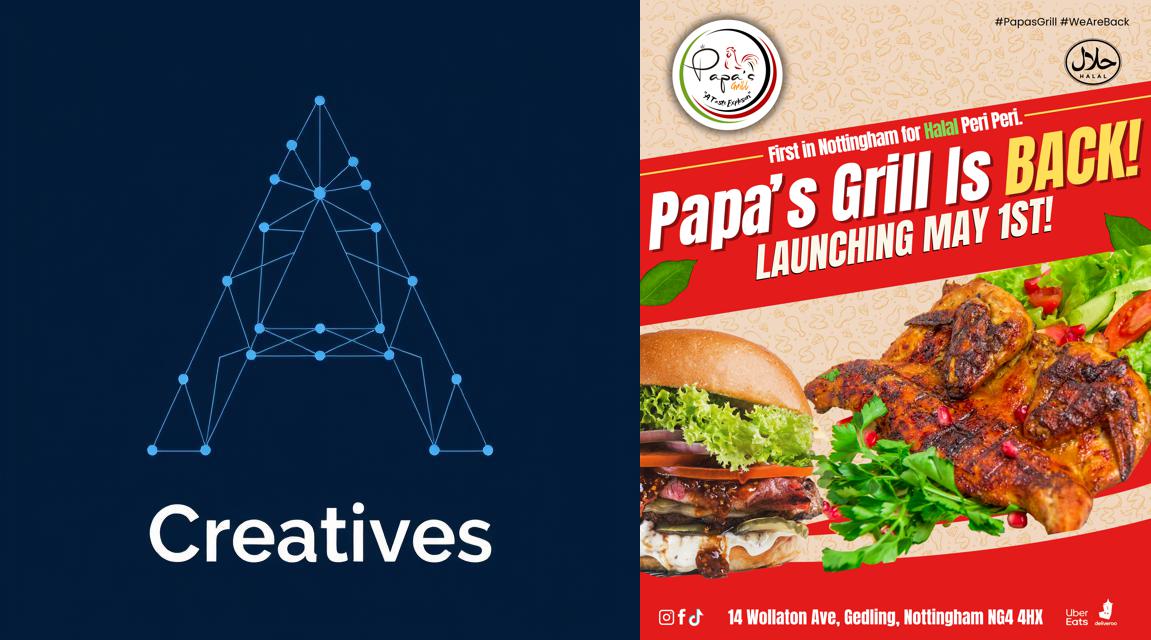 Creatives
#PapasGrill #WeAreBack
Papa's
Grill
"A Taste Explosion"
حلال
HALAL
First in Nottingham for Halal Peri Peri.
Papa's Grill Is BACK!
LAUNCHING MAY 1ST!
14 Wollaton Ave, Gedling, Nottingham NG4 4HX
Uber
Eats
deliveroo